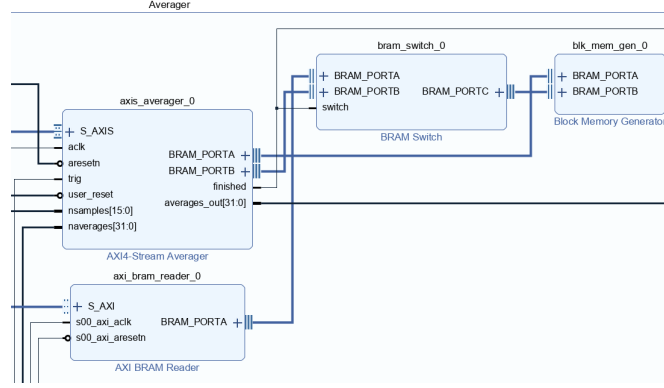 Averager
bram_switch_0
BRAM_PORTA
BRAM_PORTB
BRAM_PORTC
switch
BRAM Switch
blk_mem_gen_0
BRAM_PORTA
BRAM_PORTB
Block Memory Generator
axis_averager_0
S_AXIS
aclk
aresetn
trig
user_reset
nsamples[15:0]
naverages[31:0]
BRAM_PORTA
BRAM_PORTB
finished
averages_out[31:0]
AXI4-Stream Averager
axi_bram_reader_0
S_AXI
s00_axi_aclk
s00_axi_aresetn
BRAM_PORTA
AXI BRAM Reader